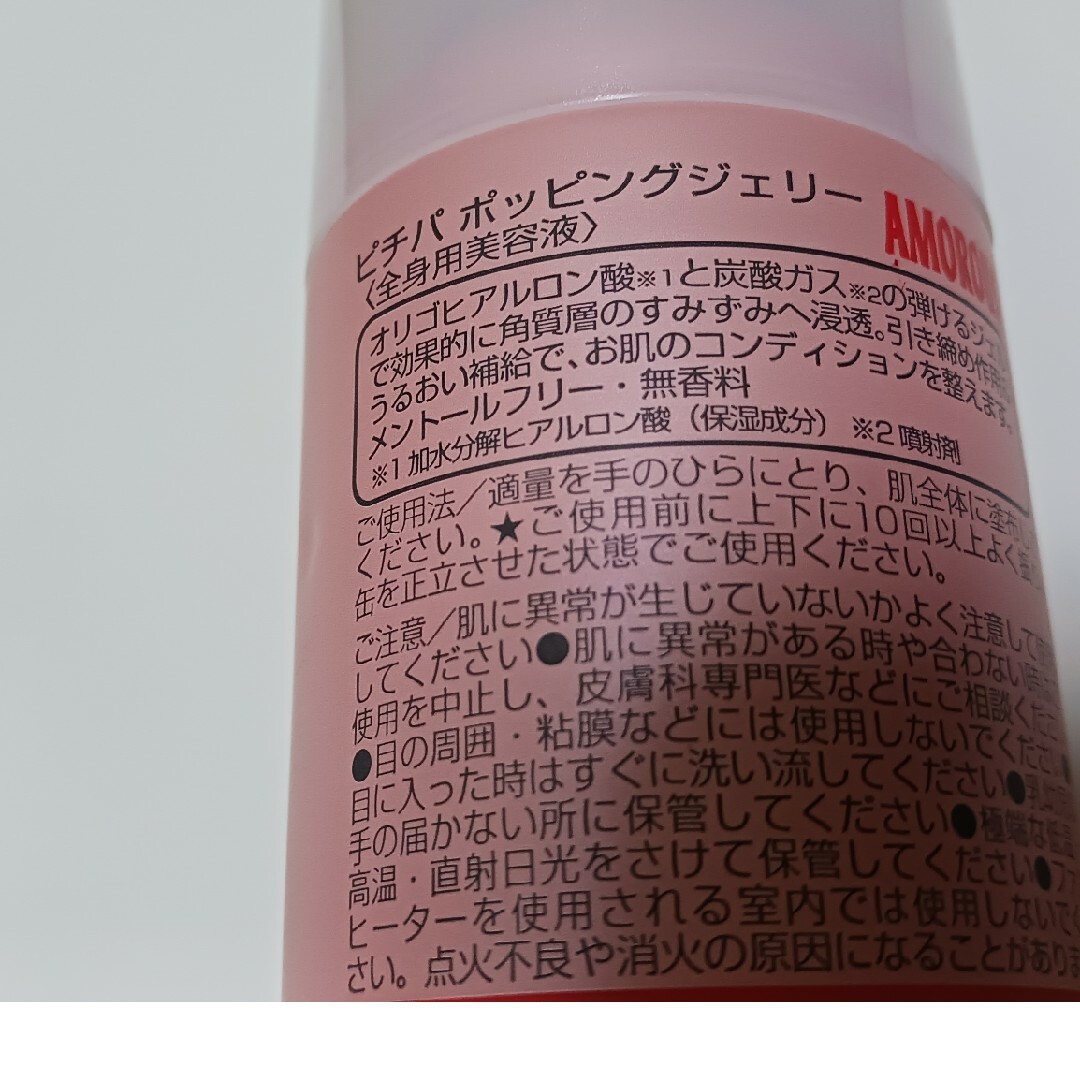 ピチパ ポッピングジェリー
〈全身用美容液〉
AMORO
オリゴヒアルロン酸※1と炭酸ガス※2の弾けるジェ
で効果的に角質層のすみずみへ浸透。引き締め作用
うるおい補給で、お肌のコンディションを整えます。
メントールフリー・無香料
※1 加水分解ヒアルロン酸（保湿成分） ※2 噴射剤
ご使用法／適量を手のひらにとり、肌全体に塗布
ください。★ご使用前に上下に10回以上よく
缶を正立させた状態でご使用ください。
ご注意／肌に異常が生じていないかよく注意して
してください●肌に異常がある時や合わない時
使用を中止し、皮膚科専門医などにご相談くだ
●目の周囲・粘膜などには使用しないでください
目に入った時はすぐに洗い流してください●乳
手の届かない所に保管してください●極端な低
高温・直射日光をさけて保管してください●ファ
ヒーターを使用される室内では使用しないでく
さい。点火不良や消火の原因になることがありま